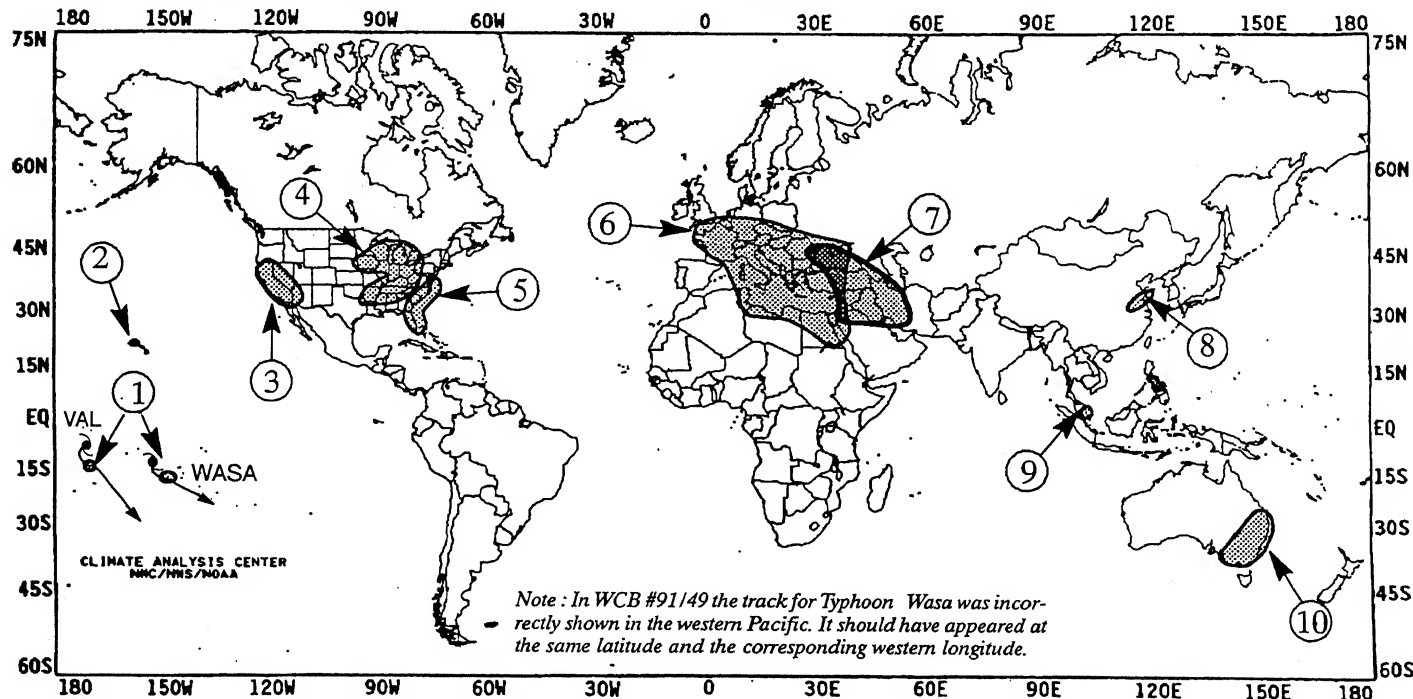 180 150W 120W 90W 60W 30W 0 30E 60E 90E 120E 150E 180
75N 75N
60N 60N
4
6 7
45N 45N
2
5
30N 30N
8
3
15N 15N
1
EQ VAL EQ
9
15S WASA 15S
30S 30S
CLIMATE ANALYSIS CENTER
NMC/NWS/NOAA
45S 45S
10
Note : In WCB #91/49 the track for Typhoon Wasa was incor-
rectly shown in the western Pacific. It should have appeared at
the same latitude and the corresponding western longitude.
60S 60S
180 150W 120W 90W 60W 30W 0 30E 60E 90E 120E 150E 180